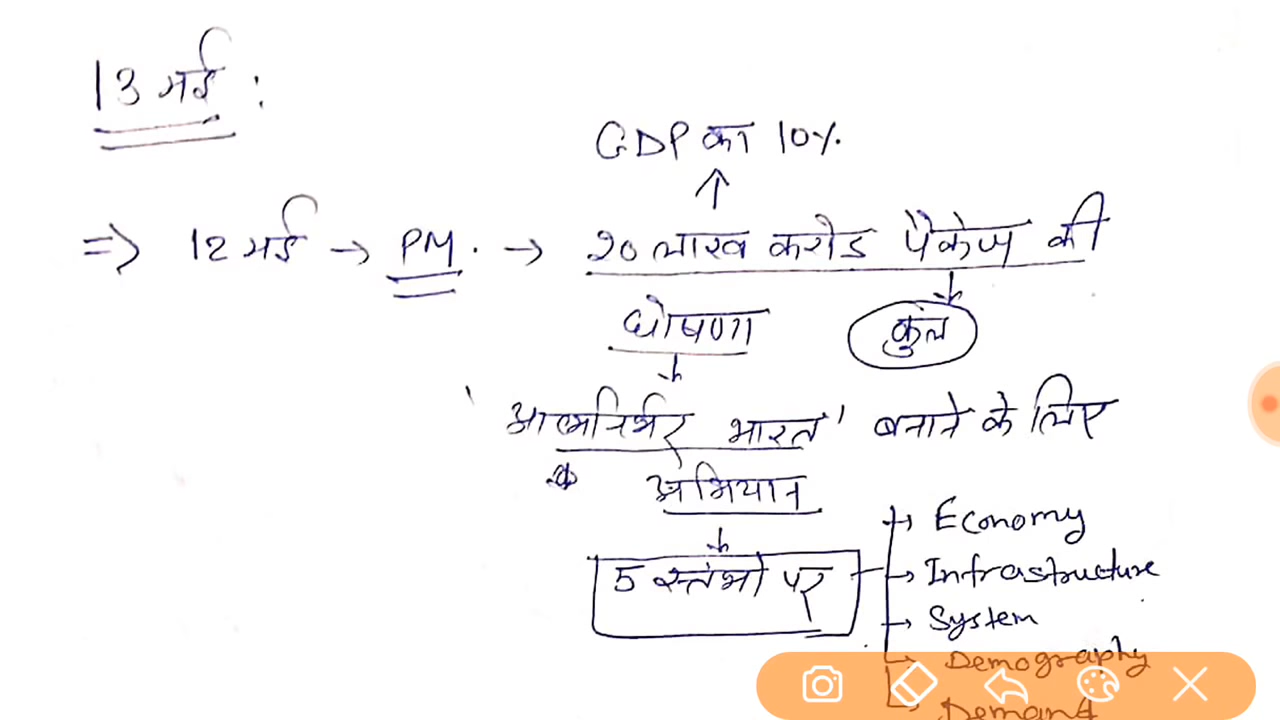 13 मई :
GDP का 10%
⇒ 12 मई → PM. → 20 लाख करोड पैकेज की
घोषणा
कुल
'आत्मनिर्भर भारत' बनाने के लिए
अभियान
5 स्तंभो पर
→ Economy
→ Infrastructure
→ System
→ Demography
→ Demand